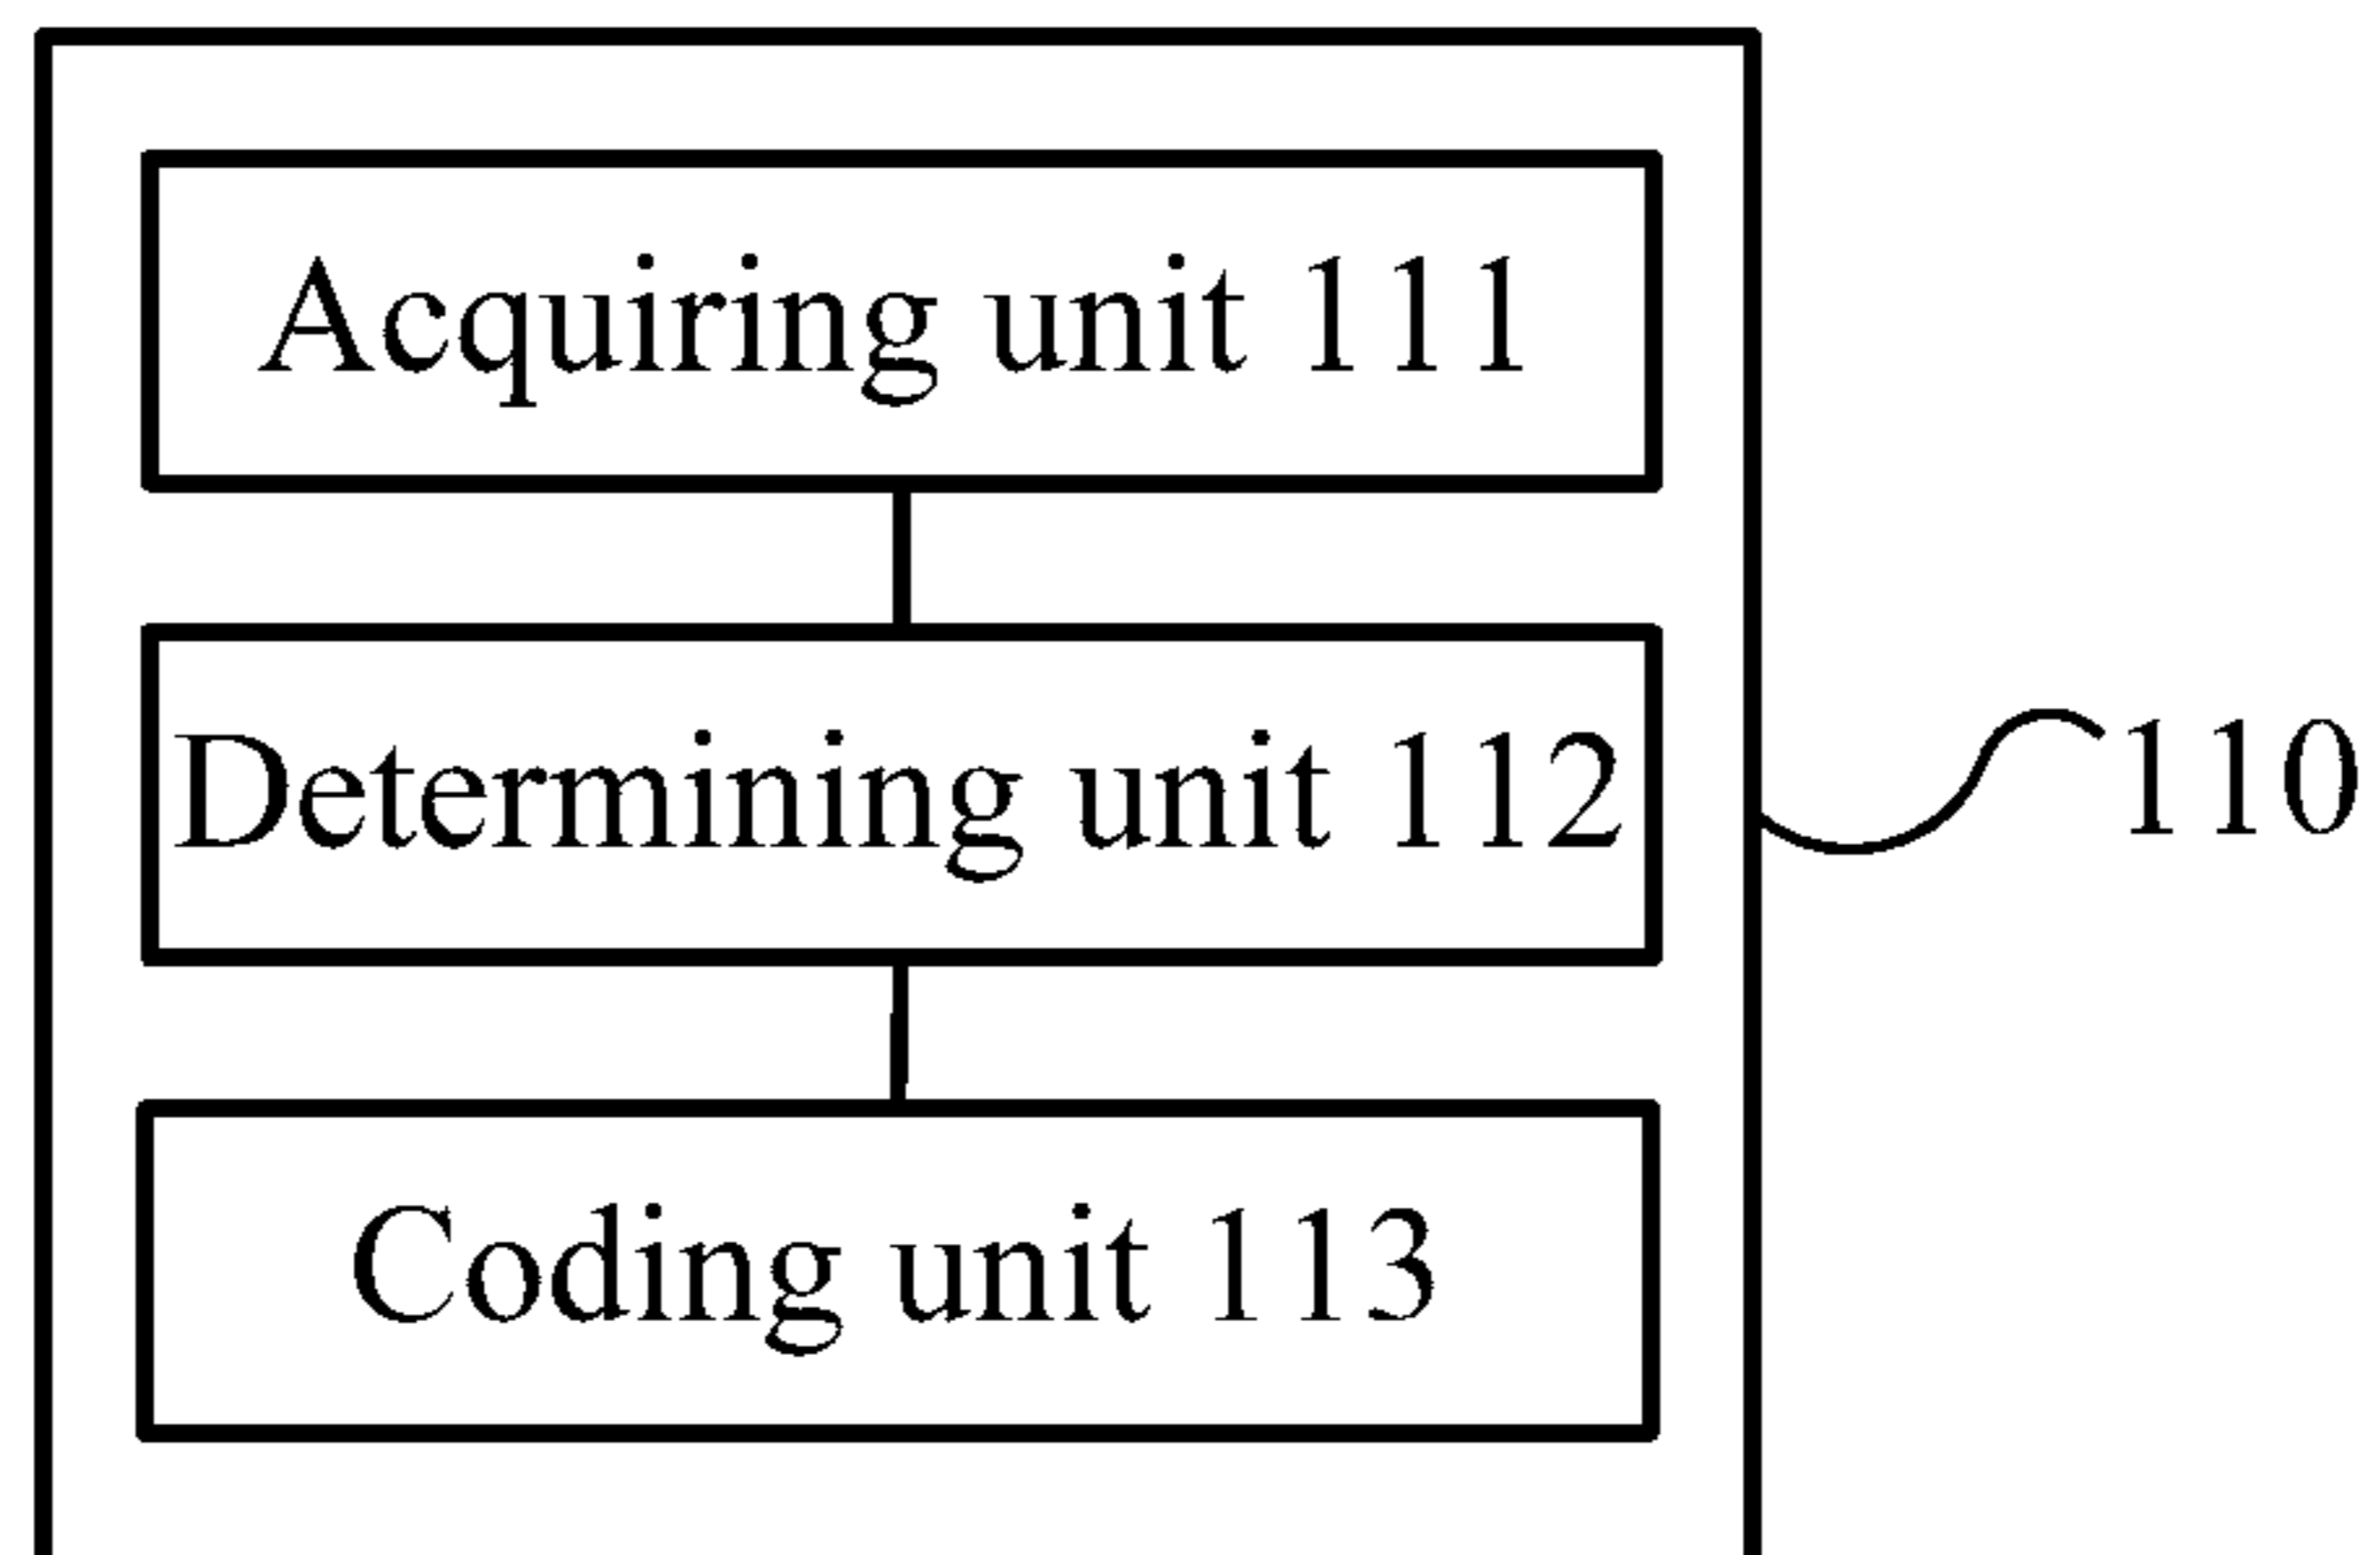 Acquiring unit 111
Determining unit 112
110
Coding unit 113